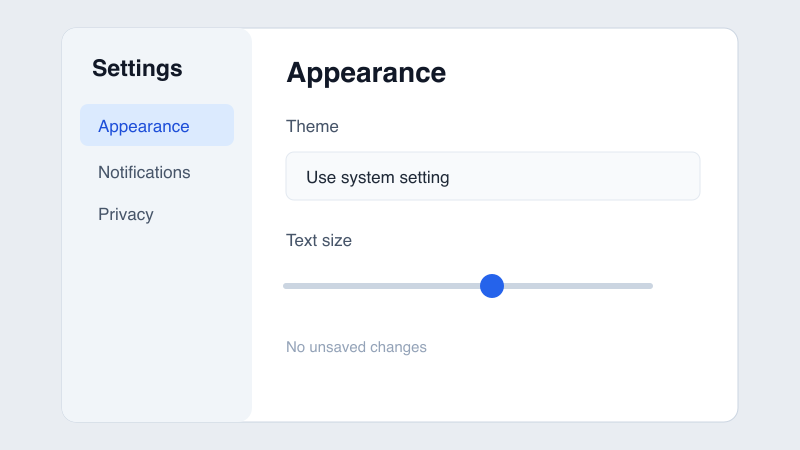 Settings
Appearance
Notifications
Privacy
Appearance
Theme
Use system setting
Text size
No unsaved changes